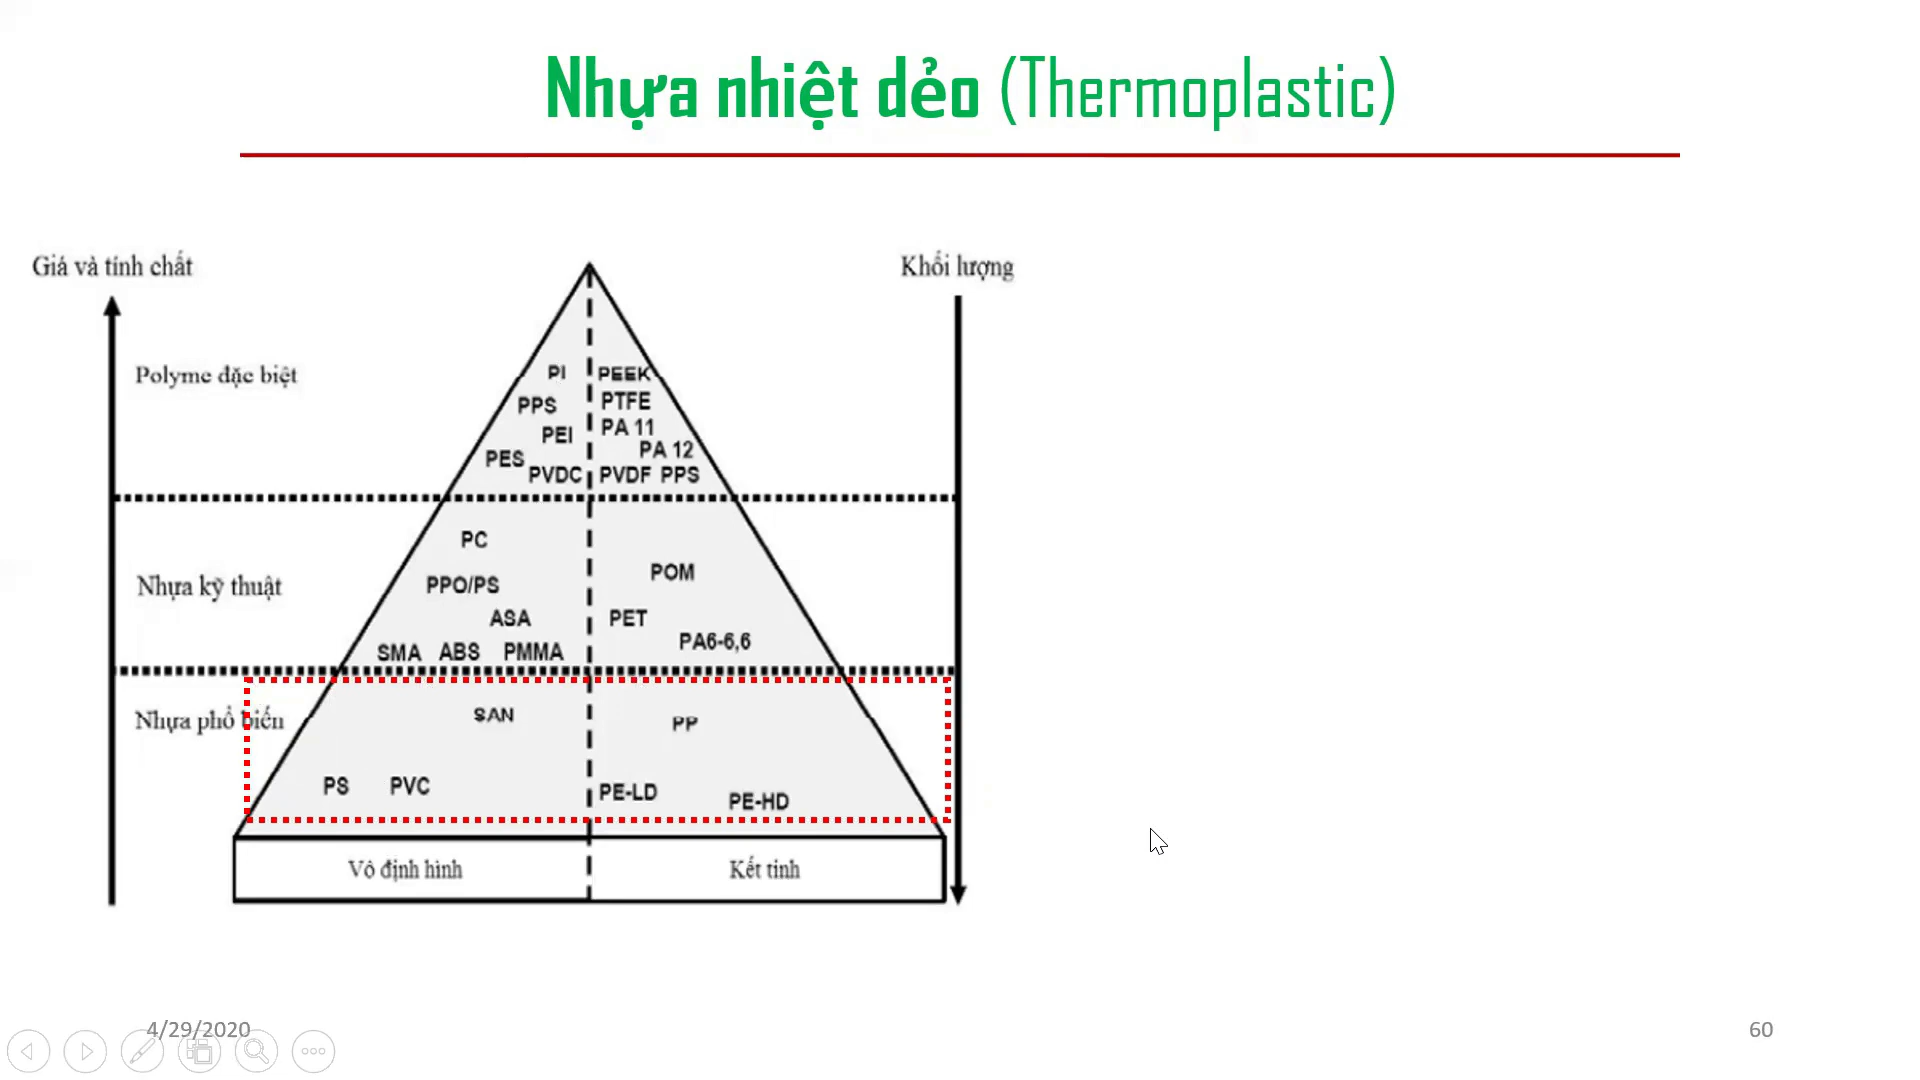 Nhựa nhiệt dẻo (Thermoplastic)
Giá và tính chất
Khối lượng
Polyme đặc biệt
PI
PEEK
PPS
PTFE
PEI
PA 11
PES
PA 12
PVDC
PVDF PPS
Nhựa kỹ thuật
PC
PPO/PS
POM
ASA
PET
SMA ABS PMMA
PA6-6,6
Nhựa phổ biến
SAN
PP
PS PVC
PE-LD
PE-HD
Vô định hình
Kết tinh
4/29/2020
60